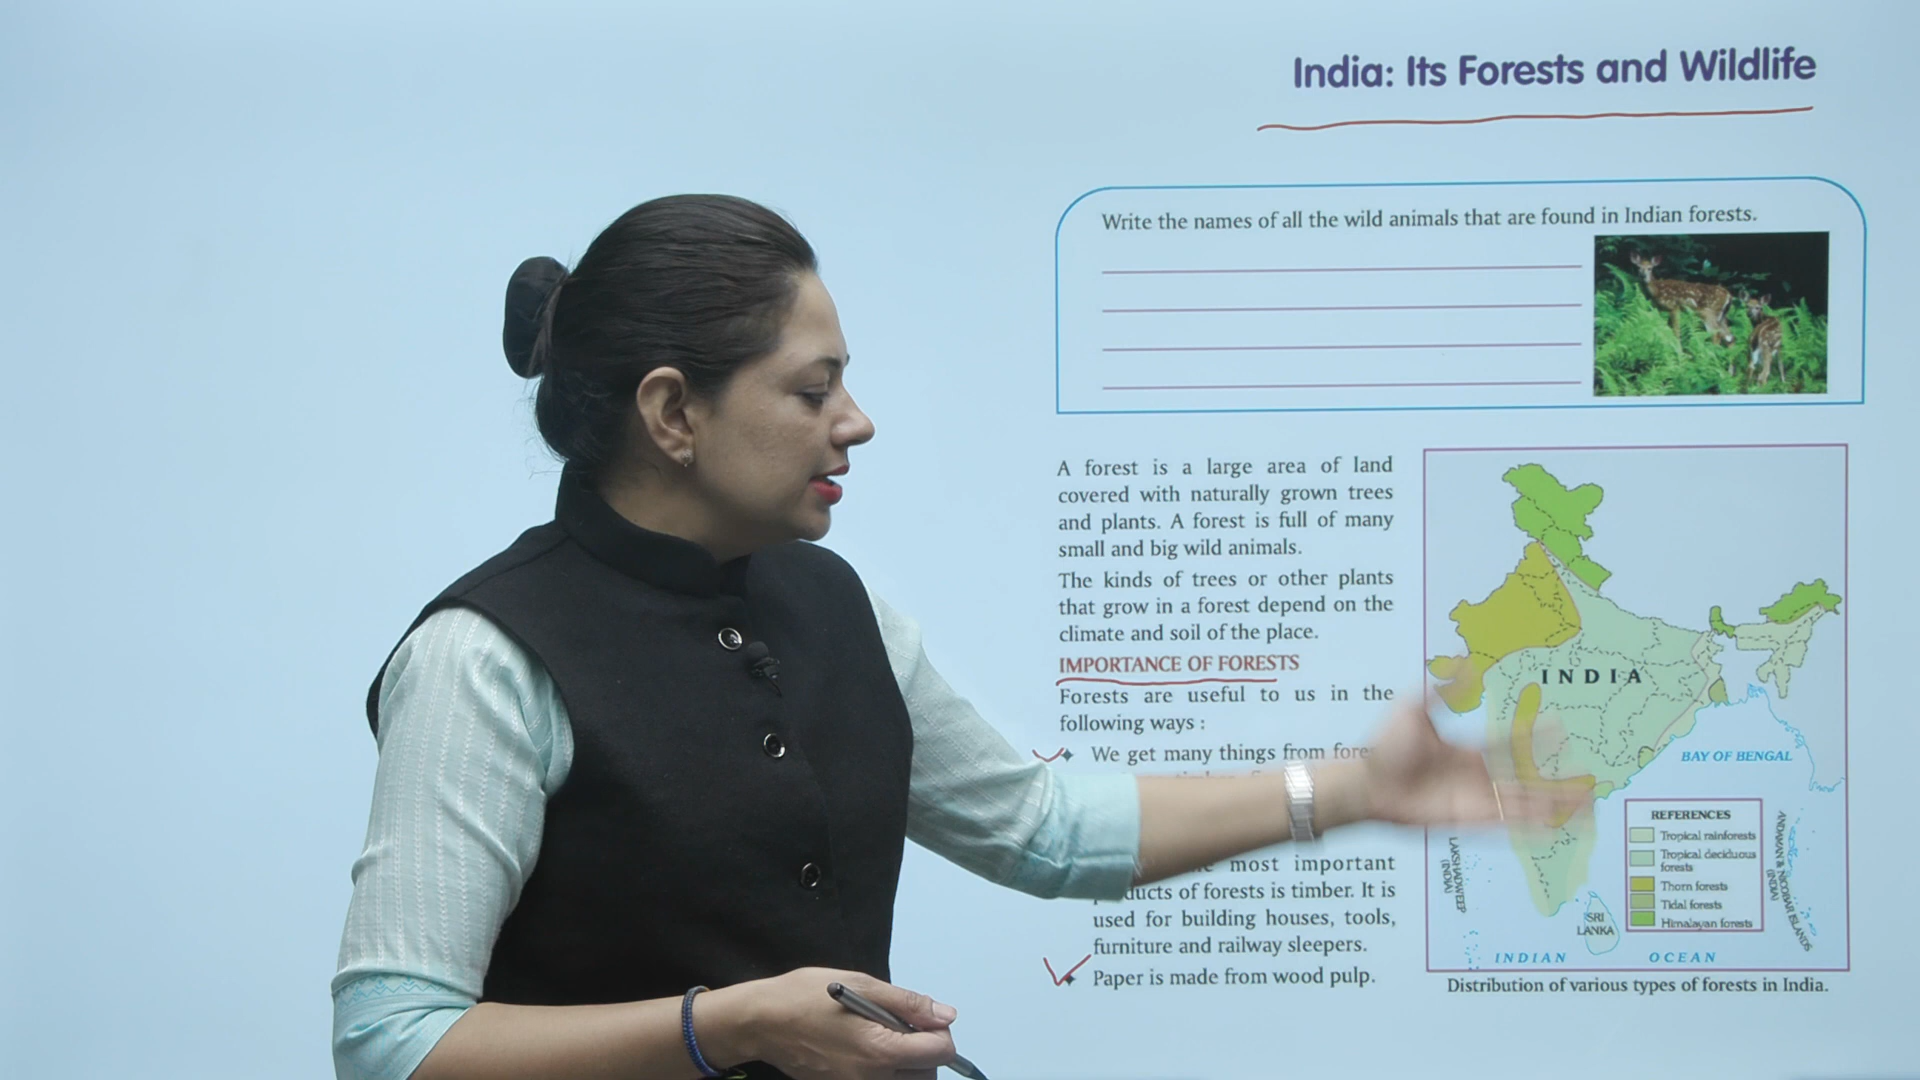 India: Its Forests and Wildlife
Write the names of all the wild animals that are found in Indian forests.
A forest is a large area of land
covered with naturally grown trees
and plants. A forest is full of many
small and big wild animals.
The kinds of trees or other plants
that grow in a forest depend on the
climate and soil of the place.
IMPORTANCE OF FORESTS
Forests are useful to us in the
following ways :
We get many things from
most important
of forests is timber. It is
used for building houses, tools,
furniture and railway sleepers.
Paper is made from wood pulp.
INDIA
BAY OF BENGAL
REFERENCES
Tropical rainforests
Tropical deciduous
forests
Thorn forests
Tidal forests
Himalayan forests
LAKSHADWEEP
(INDIA)
ANDAMAN & NICOBAR ISLANDS
(INDIA)
SRI
LANKA
INDIAN OCEAN
Distribution of various types of forests in India.